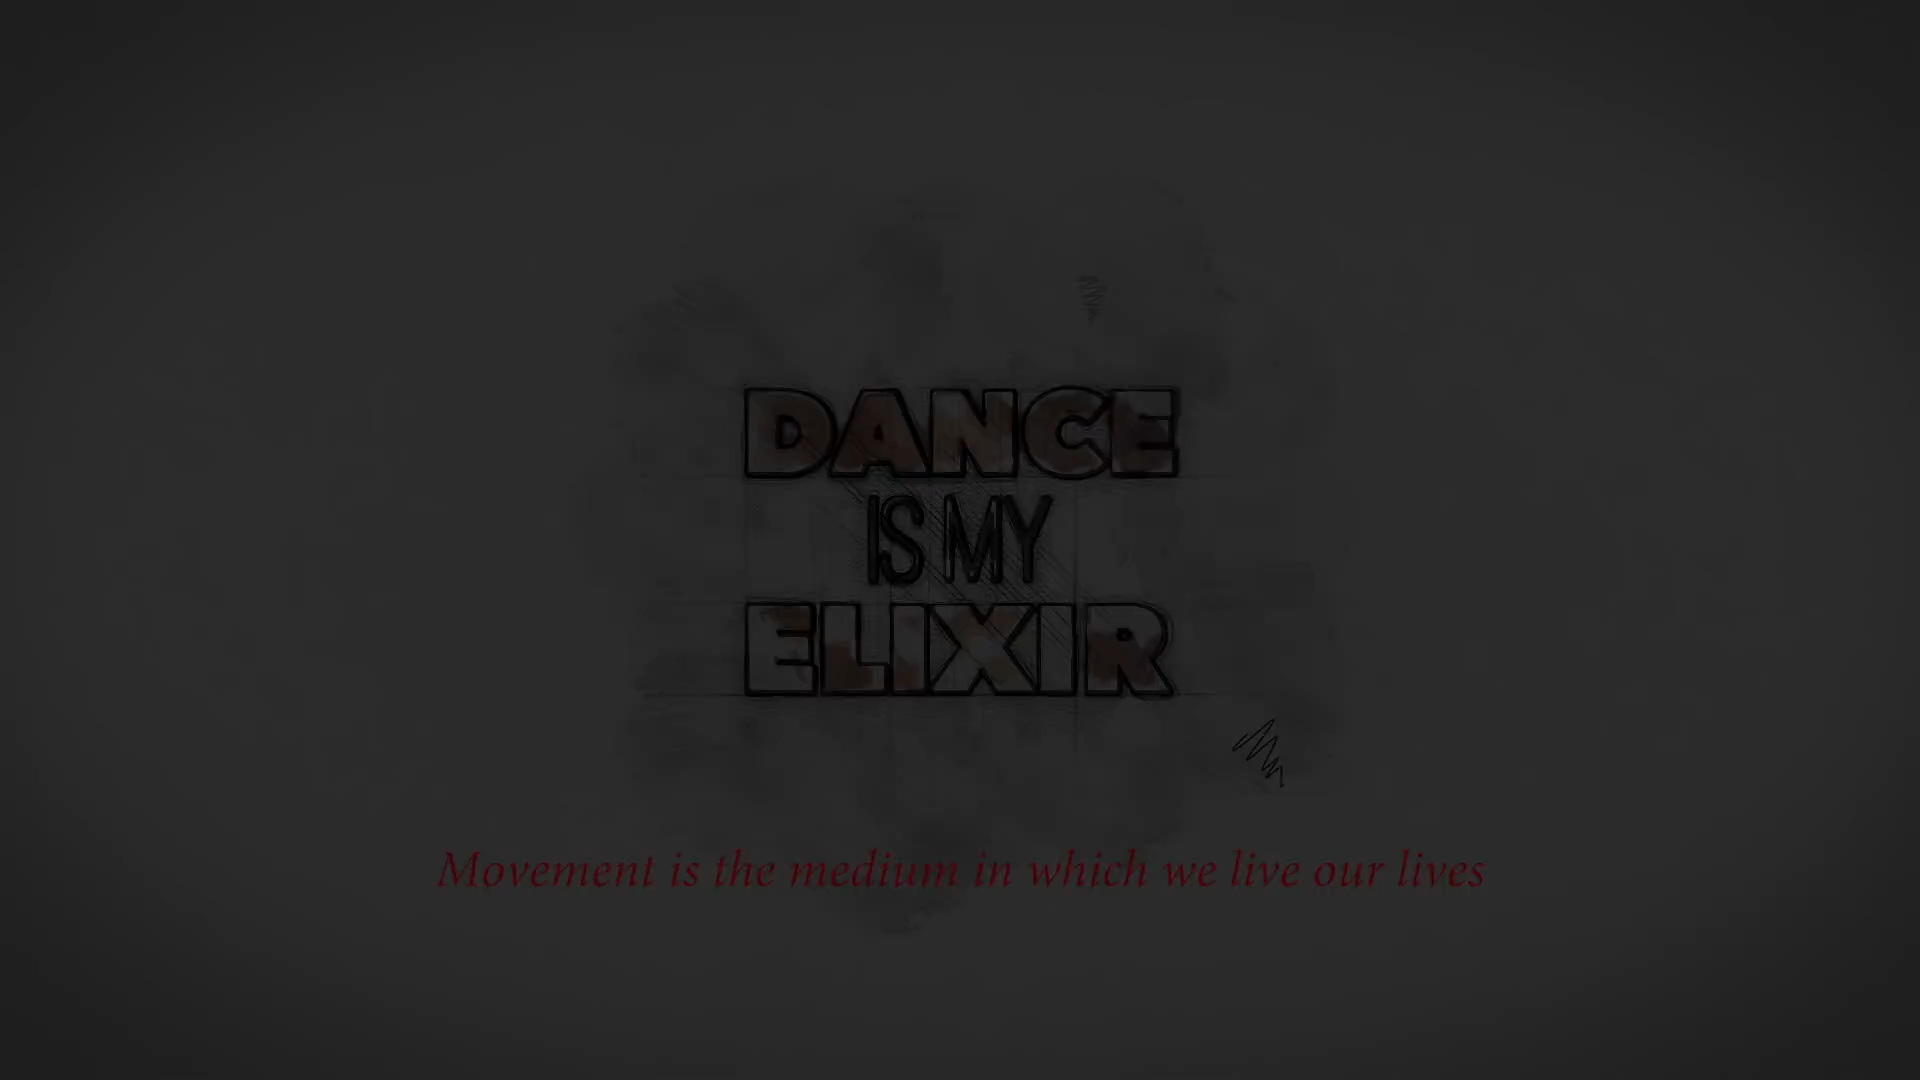 DANCE
IS MY
ELIXIR
Movement is the medium in which we live our lives